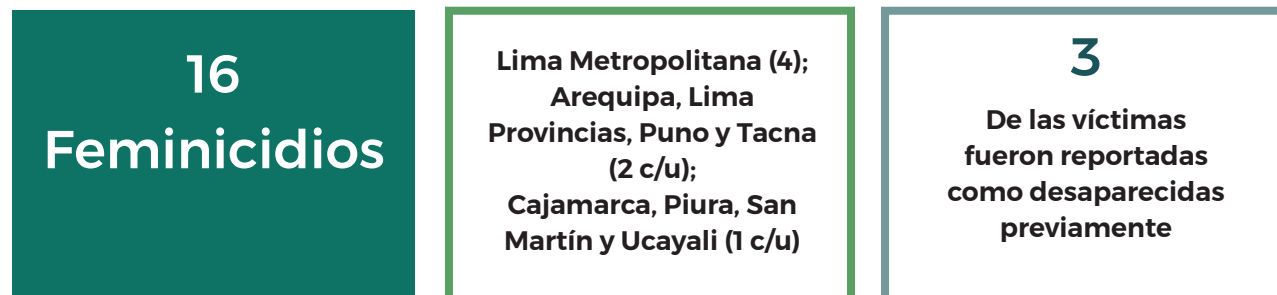 16
Feminicidios
Lima Metropolitana (4);
Arequipa, Lima
Provincias, Puno y Tacna
(2 c/u);
Cajamarca, Piura, San
Martín y Ucayali (1 c/u)
3
De las víctimas
fueron reportadas
como desaparecidas
previamente